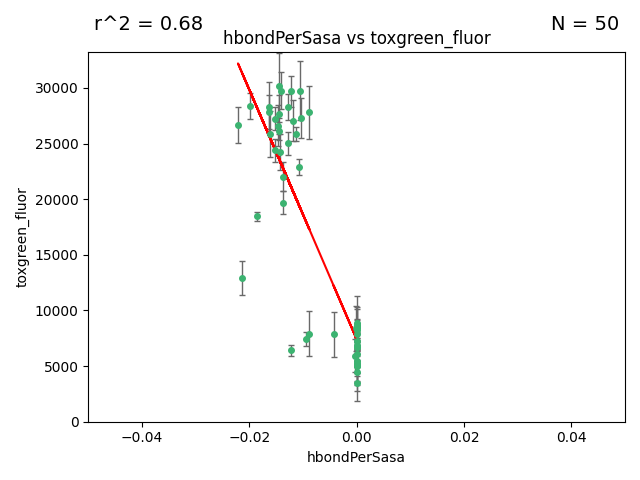 r^2 = 0.68
N = 50
hbondPerSasa vs toxgreen_fluor
toxgreen_fluor
30000
25000
20000
15000
10000
5000
0
−0.04
−0.02
0.00
0.02
0.04
hbondPerSasa